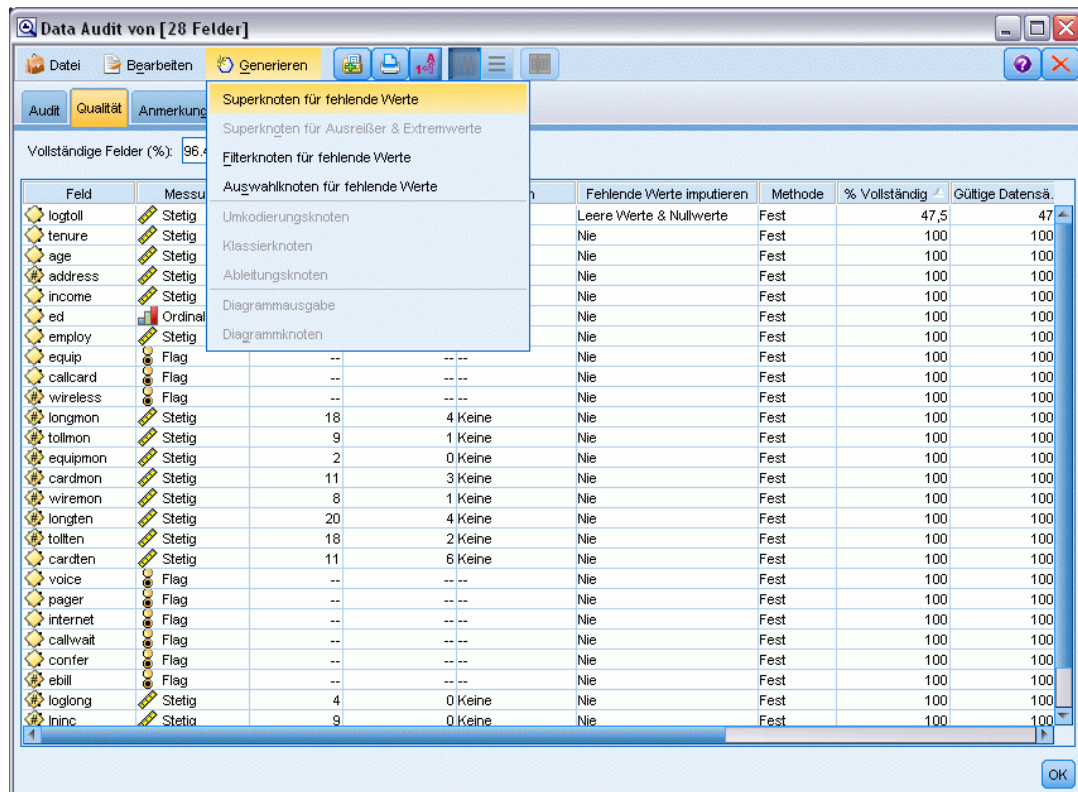 Data Audit von [28 Felder]
Datei Bearbeiten Generieren
Audit Qualität Anmerkung
Superknoten für fehlende Werte
Superknoten für Ausreißer & Extremwerte
Filterknoten für fehlende Werte
Auswahlknoten für fehlende Werte
Umkodierungsknoten
Klassierknoten
Ableitungsknoten
Diagrammausgabe
Diagrammknoten
Vollständige Felder (%): 96.4
Feld Messu n Fehlende Werte imputieren Methode % Vollständig Gültige Datensä.
logtoll Stetig Leere Werte & Nullwerte Fest 47,5 47
tenure Stetig Nie Fest 100 100
age Stetig Nie Fest 100 100
address Stetig Nie Fest 100 100
income Stetig Nie Fest 100 100
ed Ordinal Nie Fest 100 100
employ Stetig Nie Fest 100 100
equip Flag -- -- -- Nie Fest 100 100
callcard Flag -- -- -- Nie Fest 100 100
wireless Flag -- -- -- Nie Fest 100 100
longmon Stetig 18 4 Keine Nie Fest 100 100
tollmon Stetig 9 1 Keine Nie Fest 100 100
equipmon Stetig 2 0 Keine Nie Fest 100 100
cardmon Stetig 11 3 Keine Nie Fest 100 100
wiremon Stetig 8 1 Keine Nie Fest 100 100
longten Stetig 20 4 Keine Nie Fest 100 100
tollten Stetig 18 2 Keine Nie Fest 100 100
cardten Stetig 11 6 Keine Nie Fest 100 100
voice Flag -- -- -- Nie Fest 100 100
pager Flag -- -- -- Nie Fest 100 100
internet Flag -- -- -- Nie Fest 100 100
callwait Flag -- -- -- Nie Fest 100 100
confer Flag -- -- -- Nie Fest 100 100
ebill Flag -- -- -- Nie Fest 100 100
loglong Stetig 4 0 Keine Nie Fest 100 100
lninc Stetig 9 0 Keine Nie Fest 100 100
OK